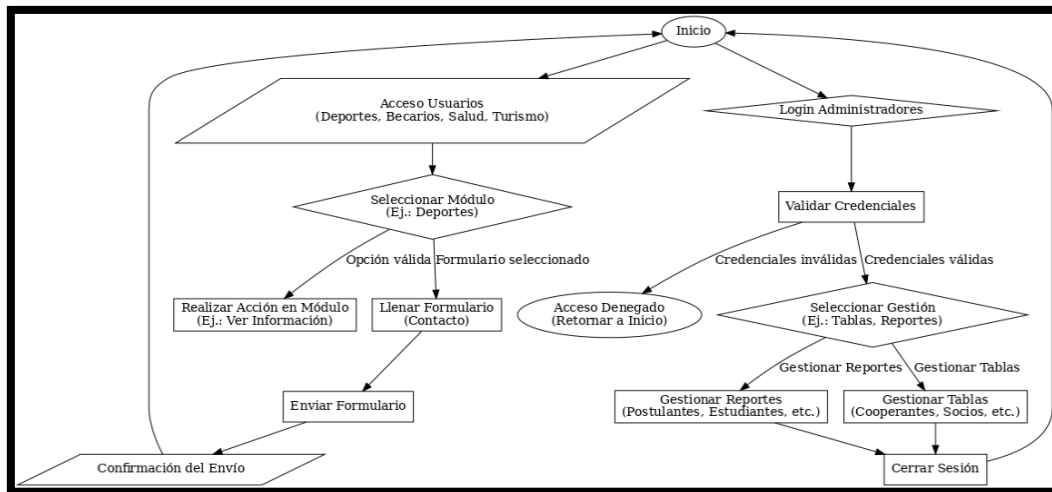 Inicio
Acceso Usuarios
(Deportes, Becarios, Salud, Turismo)
Login Administradores
Seleccionar Módulo
(Ej.: Deportes)
Validar Credenciales
Opción válida
Formulario seleccionado
Credenciales inválidas
Credenciales válidas
Realizar Acción en Módulo
(Ej.: Ver Información)
Llenar Formulario
(Contacto)
Acceso Denegado
(Retornar a Inicio)
Seleccionar Gestión
(Ej.: Tablas, Reportes)
Gestionar Reportes
Gestionar Tablas
Enviar Formulario
Gestionar Reportes
(Postulantes, Estudiantes, etc.)
Gestionar Tablas
(Cooperantes, Socios, etc.)
Confirmación del Envío
Cerrar Sesión